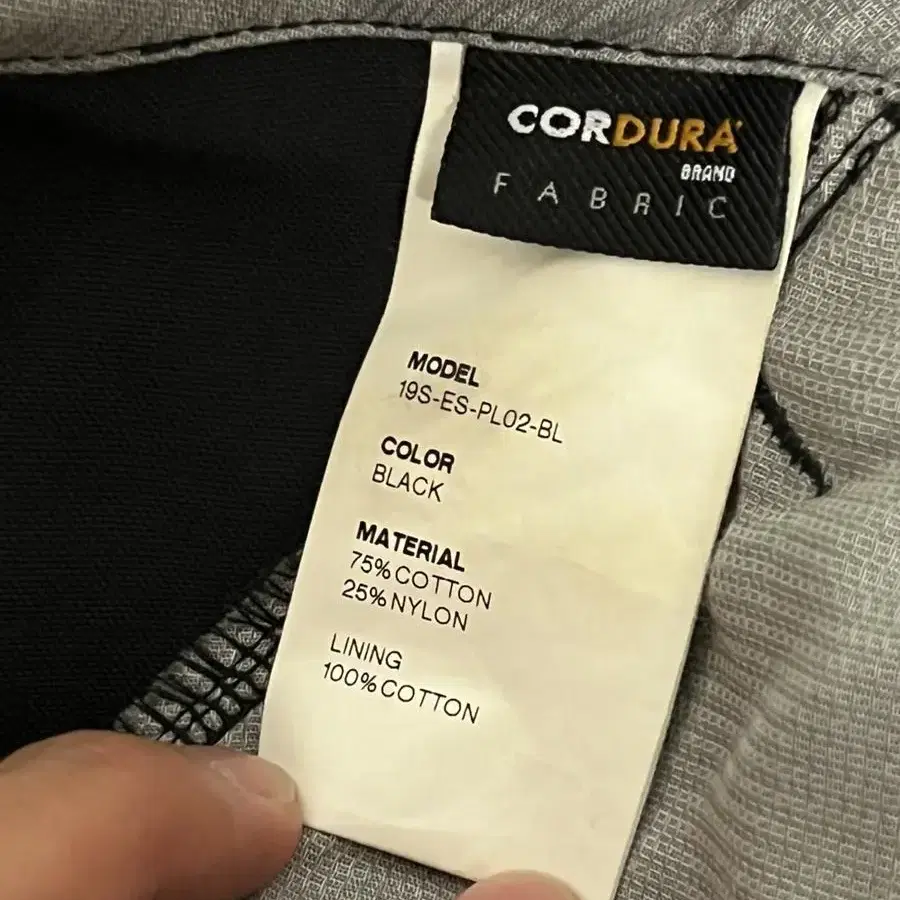 CORDURA
BRAND
FABRIC
MODEL
19S-ES-PL02-BL
COLOR
BLACK
MATERIAL
75%COTTON
25%NYLON
LINING
100%COTTON